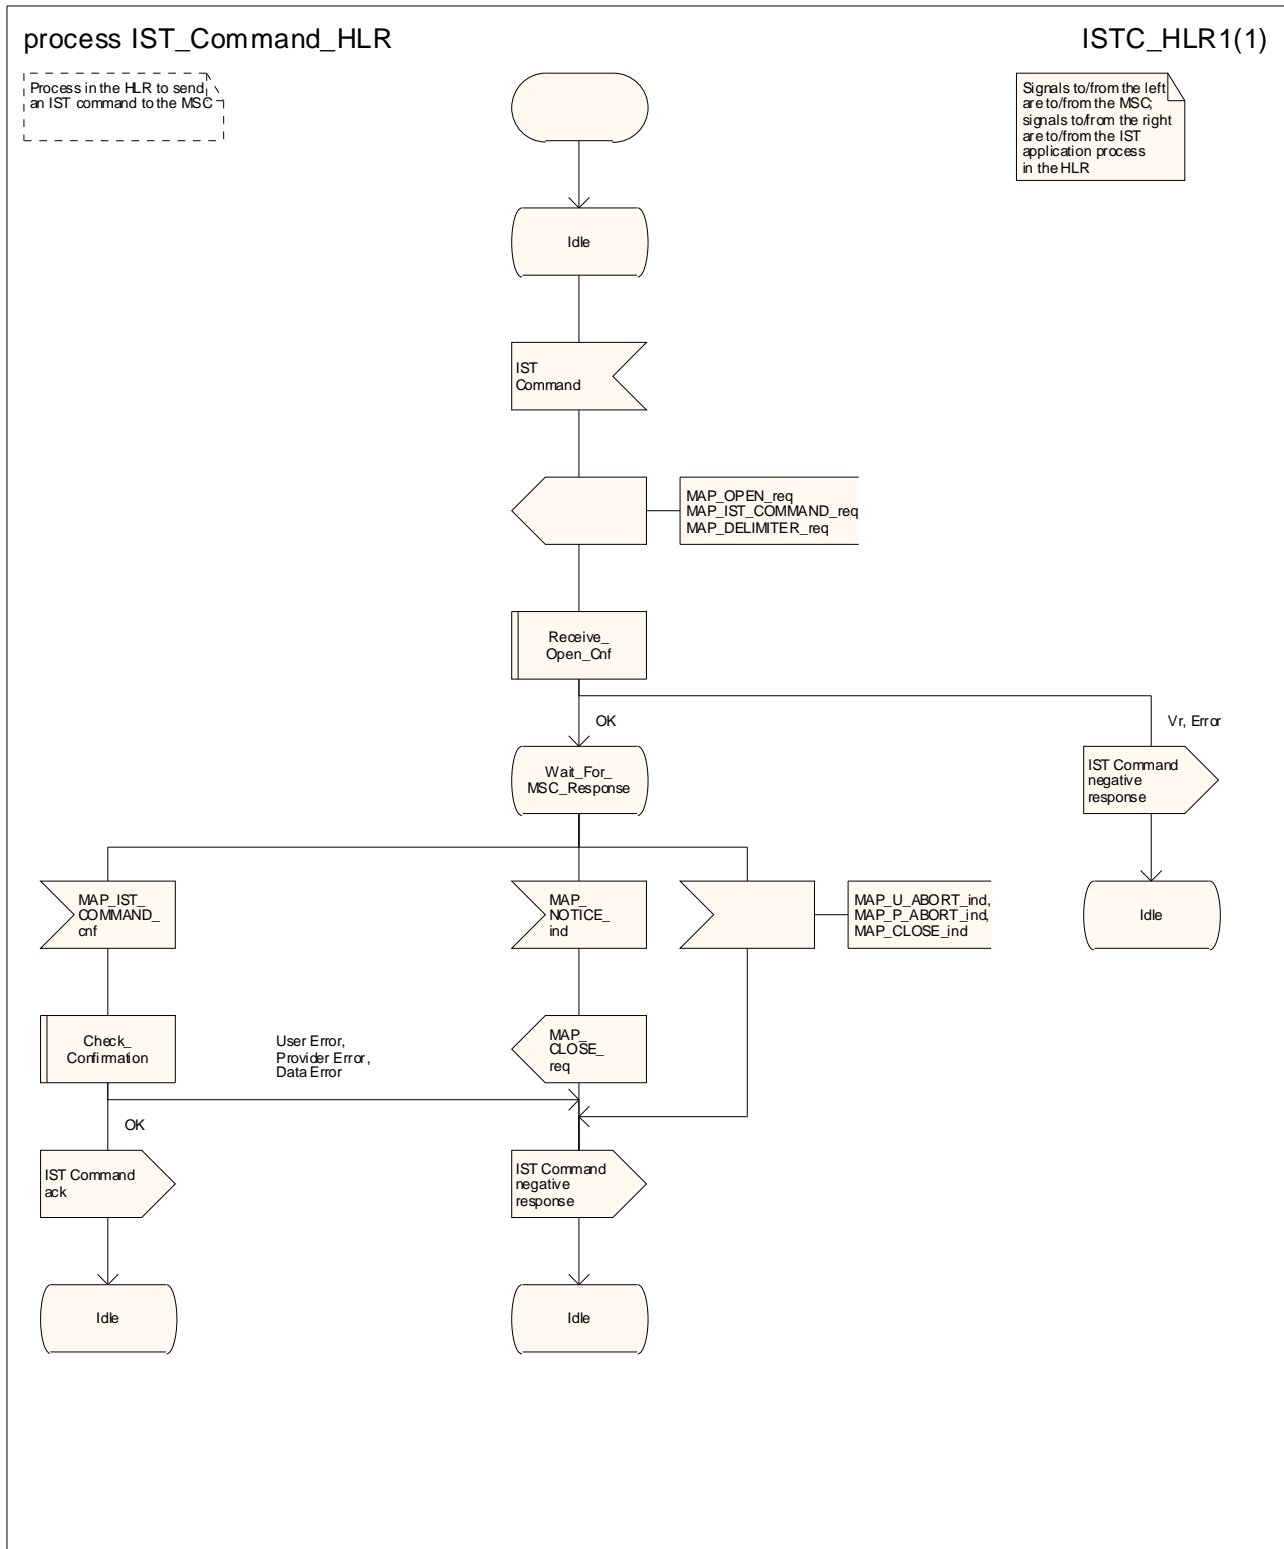 process IST_Command_HLR
ISTC_HLR1(1)
Process in the HLR to send
an IST command to the MSC
Signals to/from the left
are to/from the MSC;
signals to/from the right
are to/from the IST
application process
in the HLR
Idle
IST
Command
MAP_OPEN_req
MAP_IST_COMMAND_req
MAP_DELIMITER_req
Receive_
Open_Cnf
OK
Vr, Error
Wait_For_
MSC_Response
IST Command
negative
response
MAP_IST_
COMMAND_
cnf
MAP_
NOTICE_
ind
MAP_U_ABORT_ind,
MAP_P_ABORT_ind,
MAP_CLOSE_ind
Idle
Check_
Confirmation
User Error,
Provider Error,
Data Error
MAP_
CLOSE_
req
OK
IST Command
ack
IST Command
negative
response
Idle
Idle